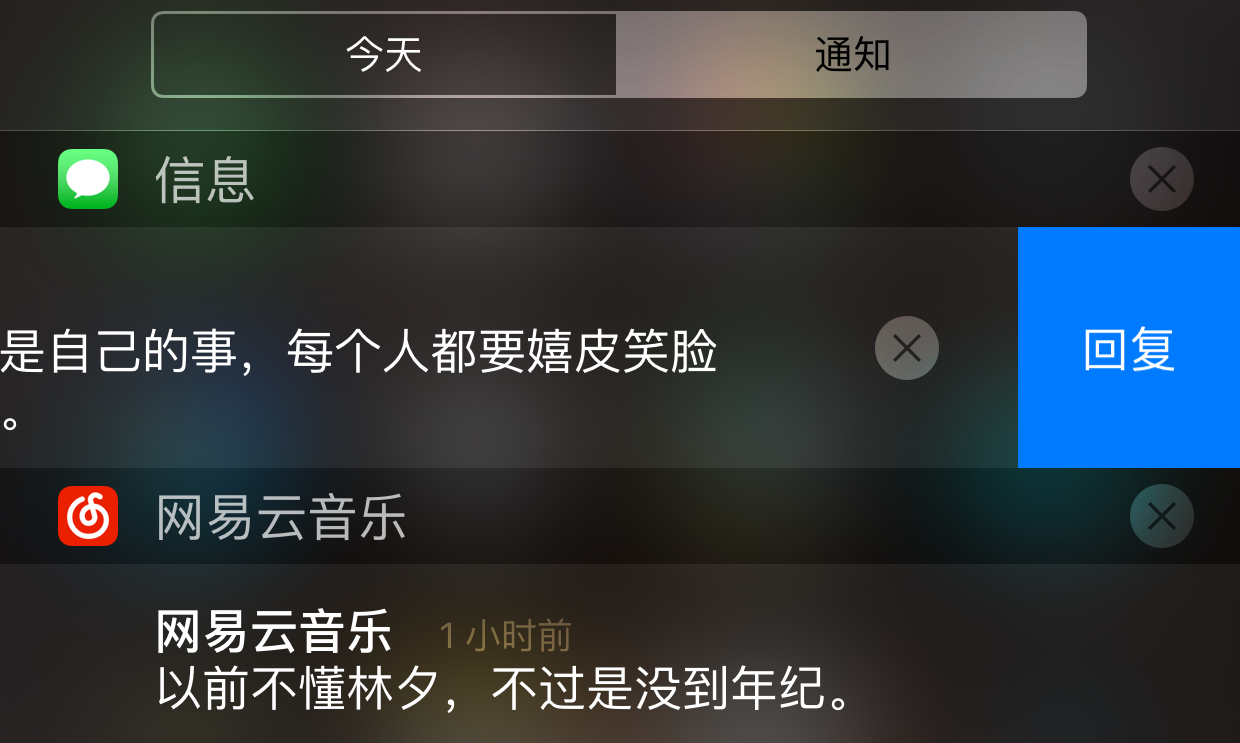 今天
通知
信息
是自己的事，每个人都要嬉皮笑脸
。
回复
网易云音乐
网易云音乐 1 小时前
以前不懂林夕，不过是没到年纪。